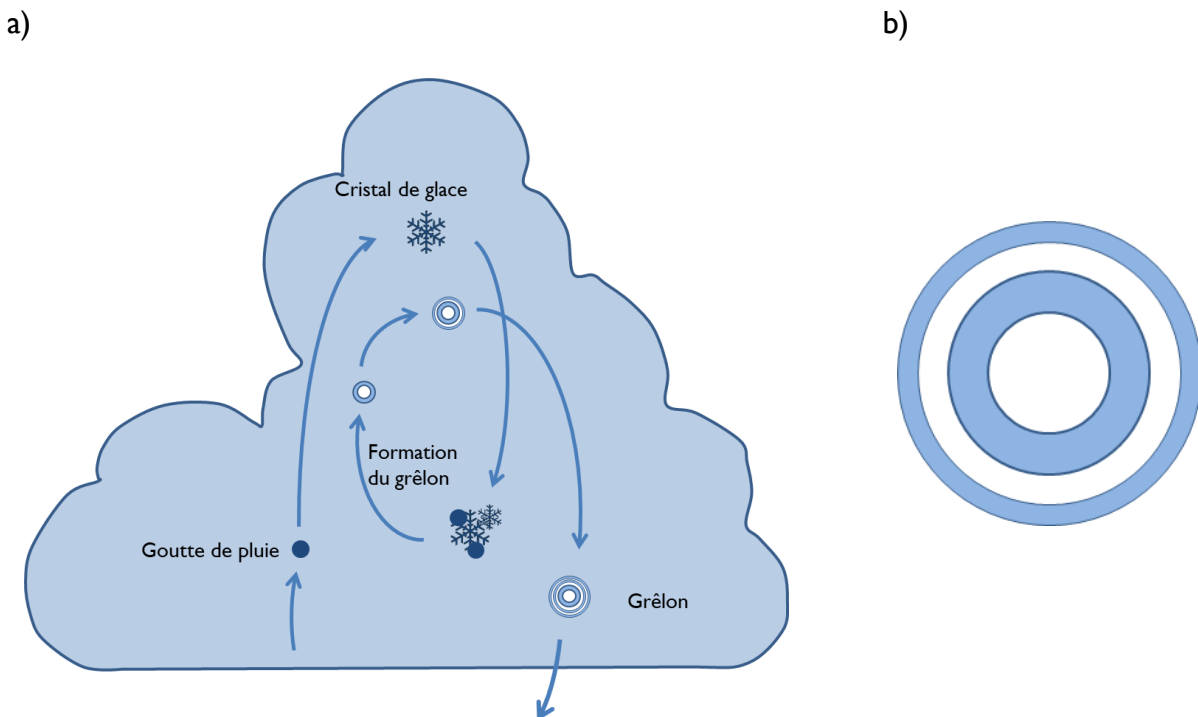 a)
b)
Cristal de glace
Formation
du grêlon
Goutte de pluie
Grêlon